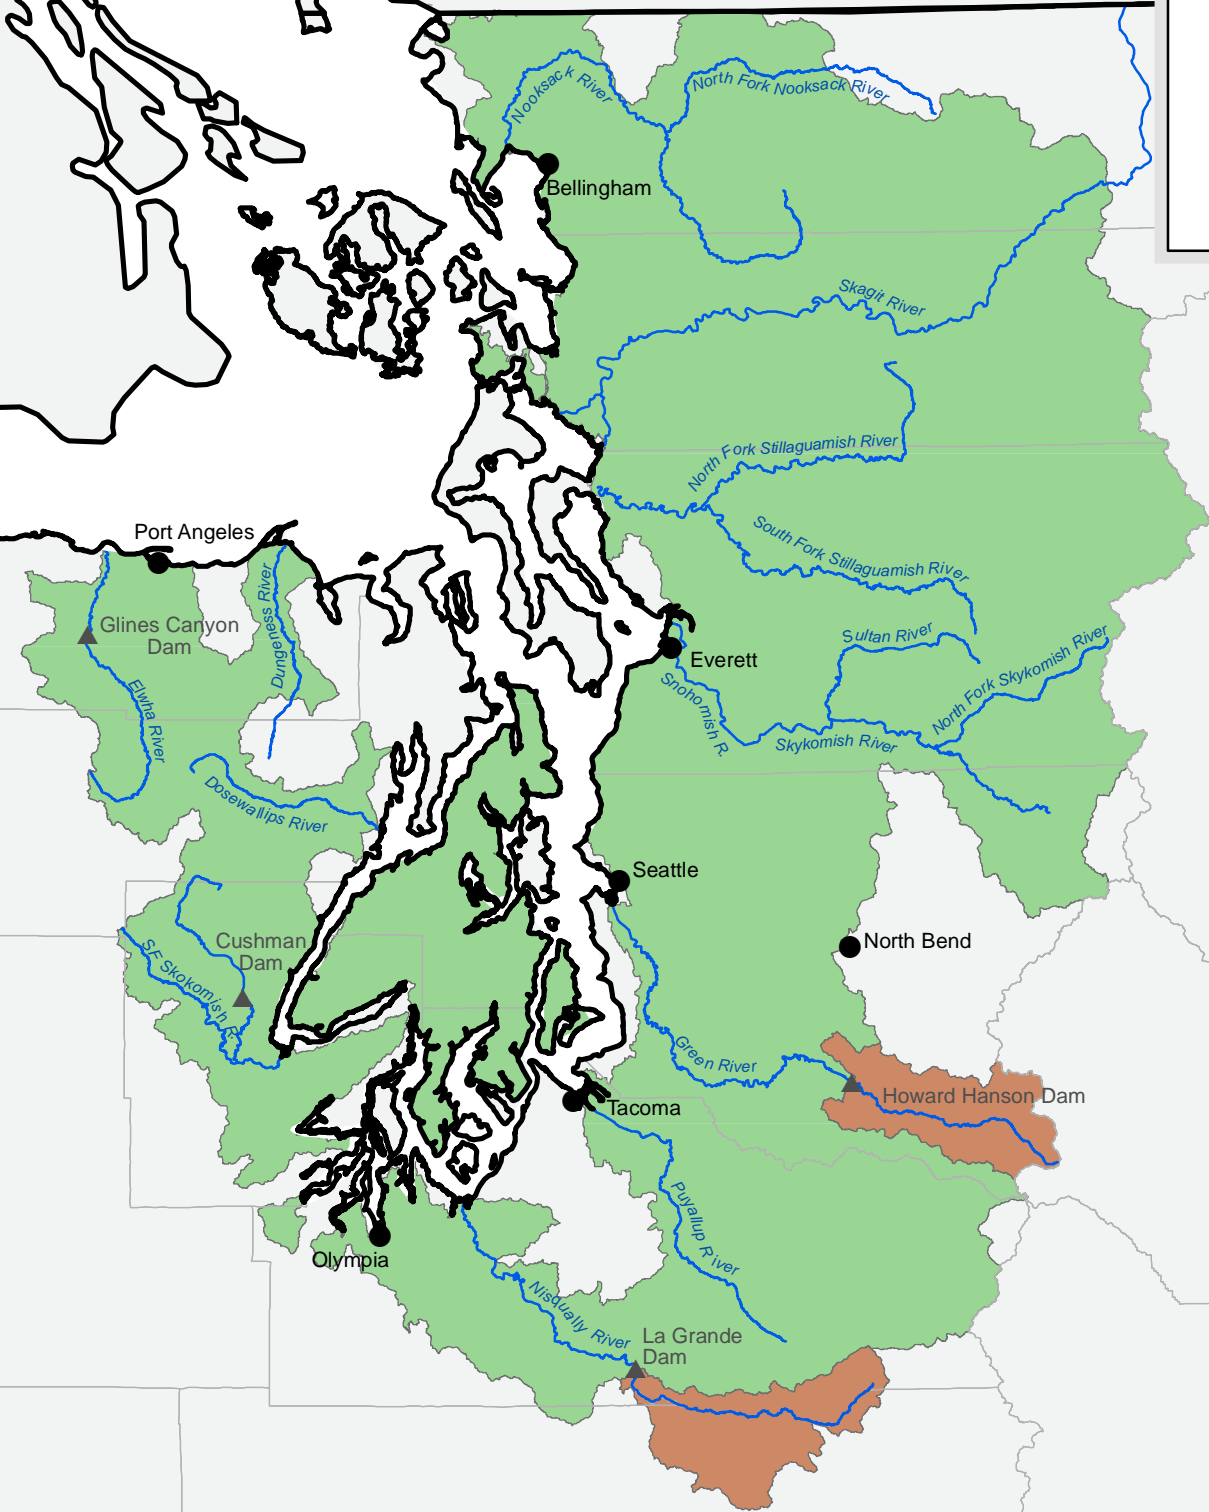 Nooksack River
North Fork Nooksack River
Bellingham
Skagit River
North Fork Stillaguamish River
South Fork Stillaguamish River
Port Angeles
Dungeness River
Glines Canyon
Dam
Elwha River
Everett
Sultan River
North Fork Skykomish River
Snohomish R.
Skykomish River
Dosewallips River
Seattle
Cushman
Dam
SF Skokomish R.
North Bend
Green River
Howard Hanson Dam
Tacoma
Puyallup River
Olympia
Nisqually River
La Grande
Dam